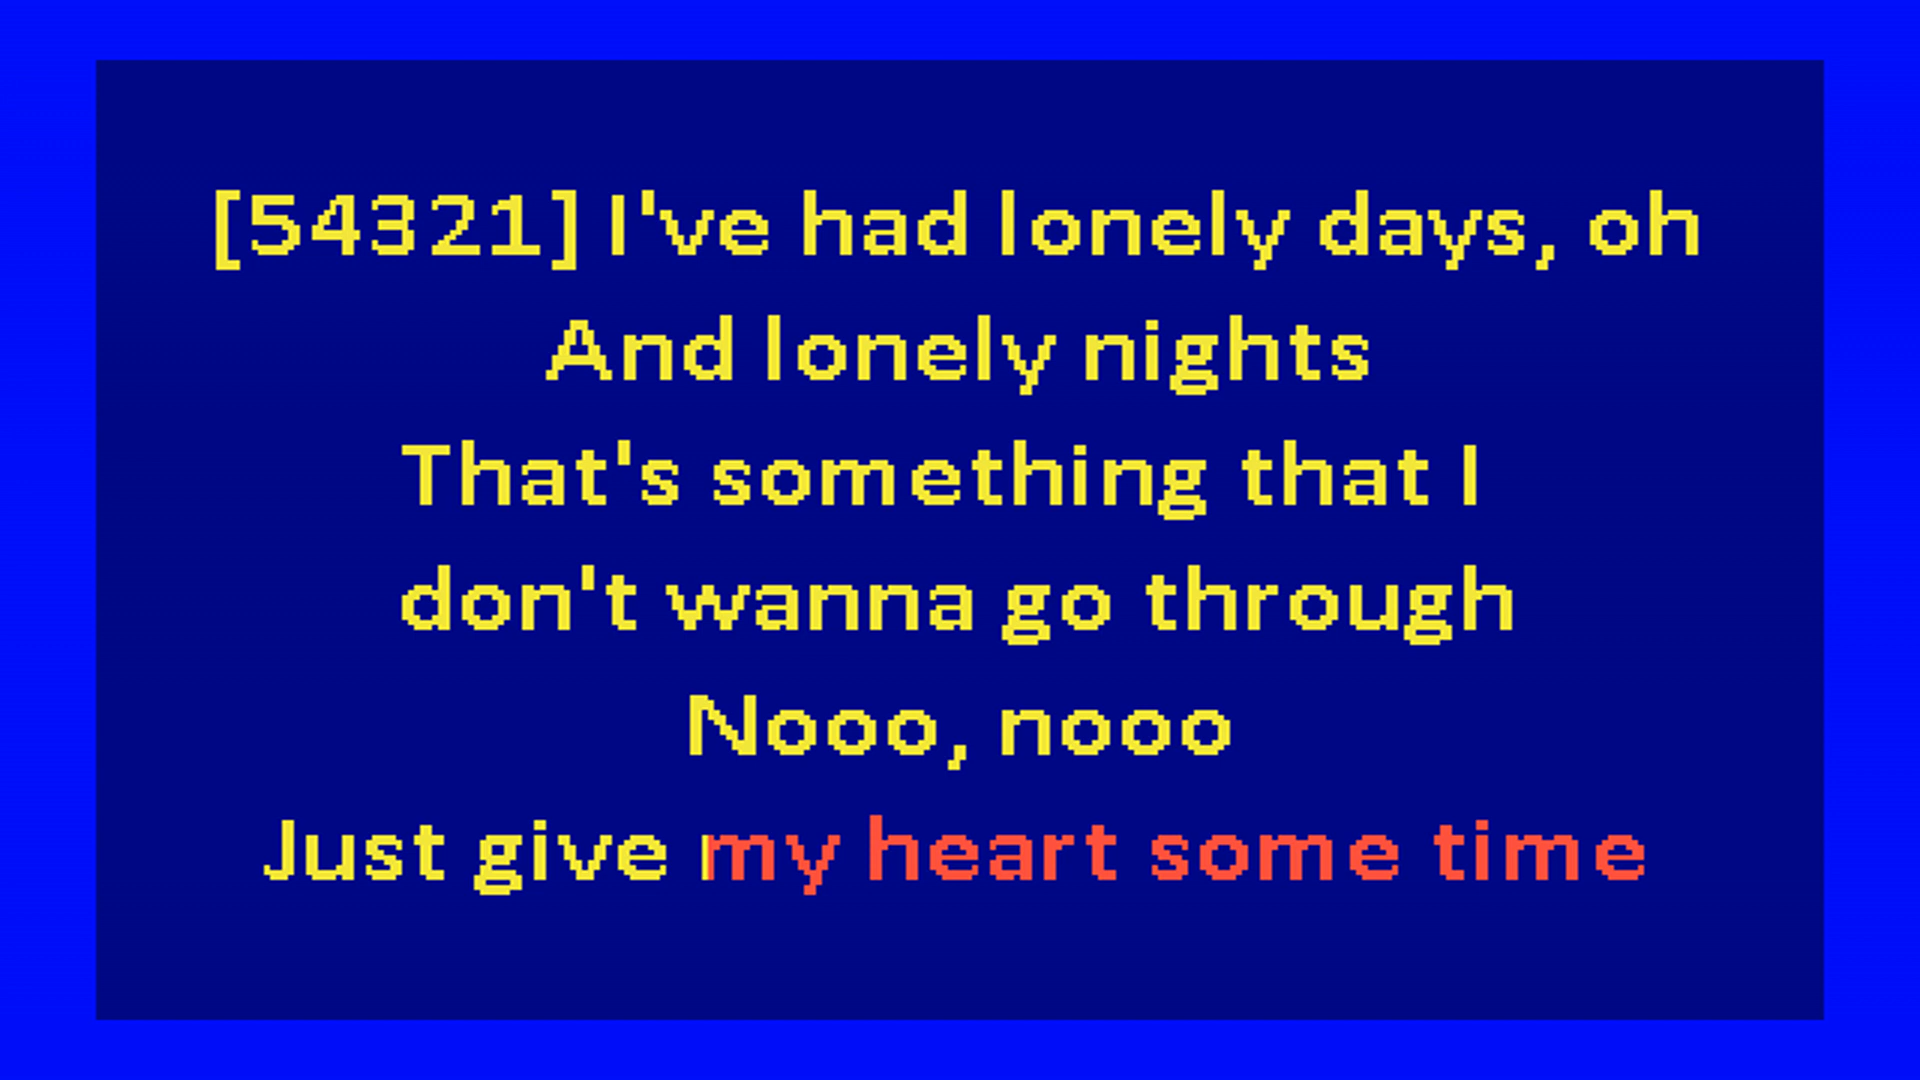 [54321] I've had lonely days, oh
And lonely nights
That's something that I
don't wanna go through
Nooo, nooo
Just give my heart some time